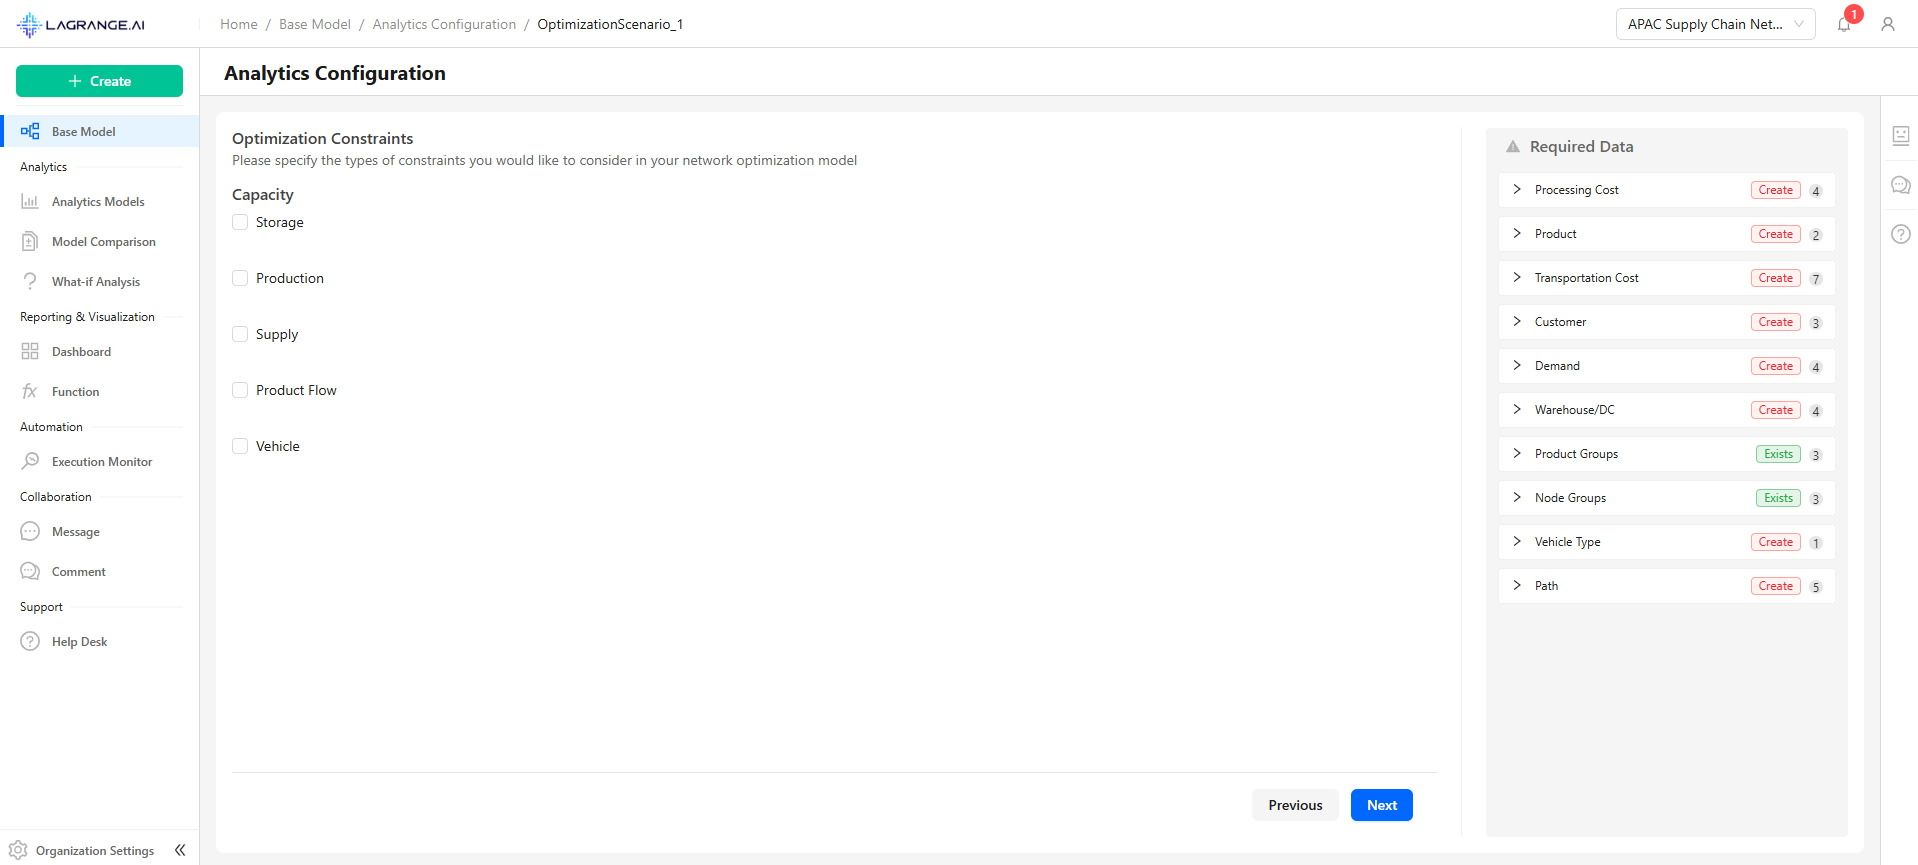 LAGRANGE.AI
Home / Base Model / Analytics Configuration / OptimizationScenario_1
APAC Supply Chain Net...
1
Create
Base Model
Analytics
Analytics Models
Model Comparison
What-if Analysis
Reporting & Visualization
Dashboard
Function
Automation
Execution Monitor
Collaboration
Message
Comment
Support
Help Desk
Organization Settings
Analytics Configuration
Optimization Constraints
Please specify the types of constraints you would like to consider in your network optimization model
Capacity
Storage
Production
Supply
Product Flow
Vehicle
Previous
Next
Required Data
Processing Cost Create 4
Product Create 2
Transportation Cost Create 7
Customer Create 3
Demand Create 4
Warehouse/DC Create 4
Product Groups Exists 3
Node Groups Exists 3
Vehicle Type Create 1
Path Create 5